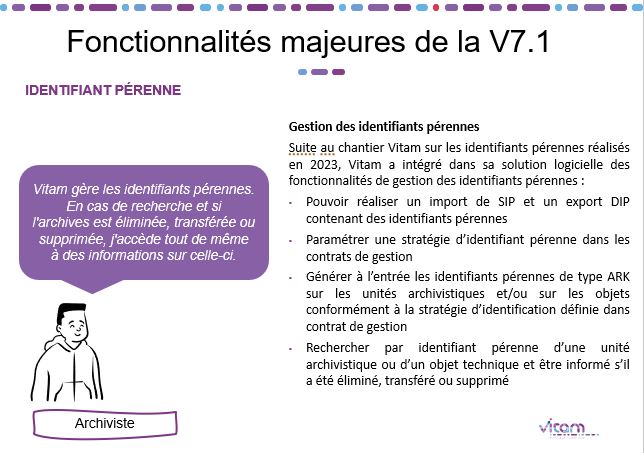 Fonctionnalités majeures de la V7.1
IDENTIFIANT PÉRENNE
Vitam gère les identifiants pérennes.
En cas de recherche et si
l'archives est éliminée, transférée ou
supprimée, j'accède tout de même
à des informations sur celle-ci.
Archiviste
Gestion des identifiants pérennes
Suite au chantier Vitam sur les identifiants pérennes réalisés
en 2023, Vitam a intégré dans sa solution logicielle des
fonctionnalités de gestion des identifiants pérennes :
- Pouvoir réaliser un import de SIP et un export DIP
contenant des identifiants pérennes
- Paramétrer une stratégie d’identifiant pérenne dans les
contrats de gestion
- Générer à l’entrée les identifiants pérennes de type ARK
sur les unités archivistiques et/ou sur les objets
conformément à la stratégie d’identification définie dans
contrat de gestion
- Rechercher par identifiant pérenne d’une unité
archivistique ou d’un objet technique et être informé s’il
a été éliminé, transféré ou supprimé
vitam